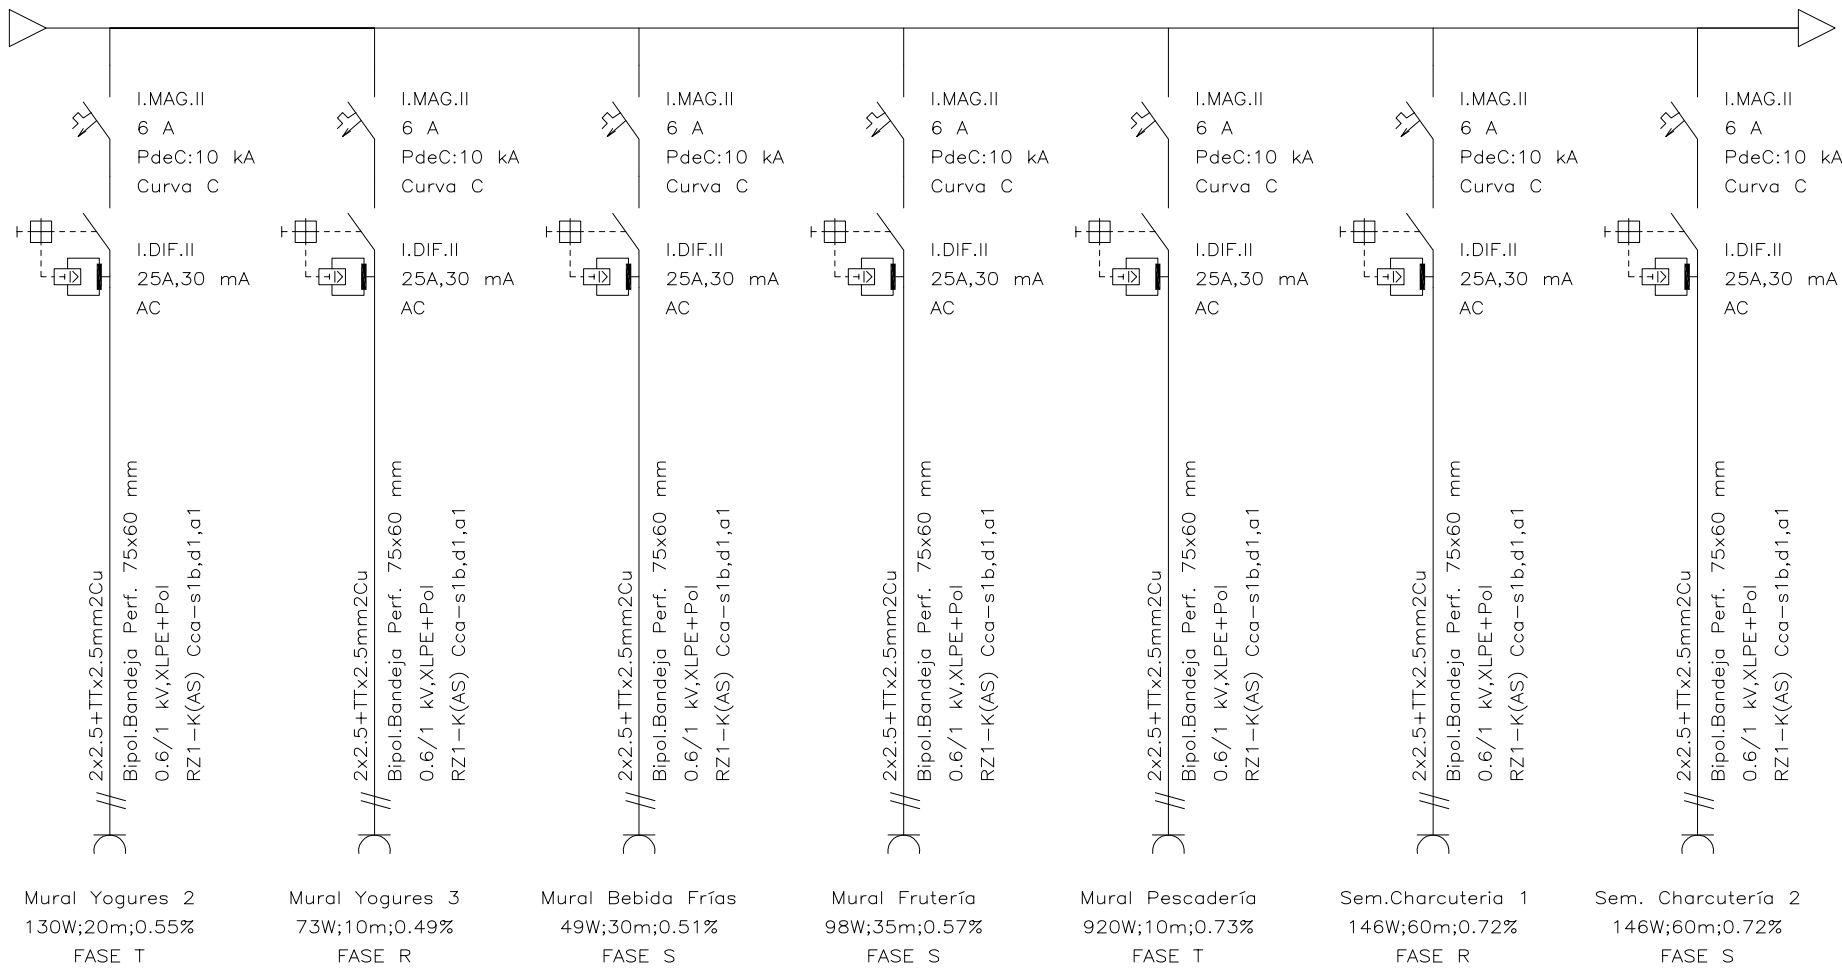 I.MAG.II
6 A
PdeC:10 kA
Curva C
I.DIF.II
25A,30 mA
AC
2x2.5+TTx2.5mm2Cu
Bipol.Bandeja Perf. 75x60 mm
0.6/1 kV,XLPE+Pol
RZ1-K(AS) Cca-s1b,d1,a1
Mural Yogures 2
130W;20m;0.55%
FASE T
I.MAG.II
6 A
PdeC:10 kA
Curva C
I.DIF.II
25A,30 mA
AC
2x2.5+TTx2.5mm2Cu
Bipol.Bandeja Perf. 75x60 mm
0.6/1 kV,XLPE+Pol
RZ1-K(AS) Cca-s1b,d1,a1
Mural Yogures 3
73W;10m;0.49%
FASE R
I.MAG.II
6 A
PdeC:10 kA
Curva C
I.DIF.II
25A,30 mA
AC
2x2.5+TTx2.5mm2Cu
Bipol.Bandeja Perf. 75x60 mm
0.6/1 kV,XLPE+Pol
RZ1-K(AS) Cca-s1b,d1,a1
Mural Bebida Frías
49W;30m;0.51%
FASE S
I.MAG.II
6 A
PdeC:10 kA
Curva C
I.DIF.II
25A,30 mA
AC
2x2.5+TTx2.5mm2Cu
Bipol.Bandeja Perf. 75x60 mm
0.6/1 kV,XLPE+Pol
RZ1-K(AS) Cca-s1b,d1,a1
Mural Frutería
98W;35m;0.57%
FASE S
I.MAG.II
6 A
PdeC:10 kA
Curva C
I.DIF.II
25A,30 mA
AC
2x2.5+TTx2.5mm2Cu
Bipol.Bandeja Perf. 75x60 mm
0.6/1 kV,XLPE+Pol
RZ1-K(AS) Cca-s1b,d1,a1
Mural Pescadería
920W;10m;0.73%
FASE T
I.MAG.II
6 A
PdeC:10 kA
Curva C
I.DIF.II
25A,30 mA
AC
2x2.5+TTx2.5mm2Cu
Bipol.Bandeja Perf. 75x60 mm
0.6/1 kV,XLPE+Pol
RZ1-K(AS) Cca-s1b,d1,a1
Sem.Charcuteria 1
146W;60m;0.72%
FASE R
I.MAG.II
6 A
PdeC:10 kA
Curva C
I.DIF.II
25A,30 mA
AC
2x2.5+TTx2.5mm2Cu
Bipol.Bandeja Perf. 75x60 mm
0.6/1 kV,XLPE+Pol
RZ1-K(AS) Cca-s1b,d1,a1
Sem. Charcutería 2
146W;60m;0.72%
FASE S